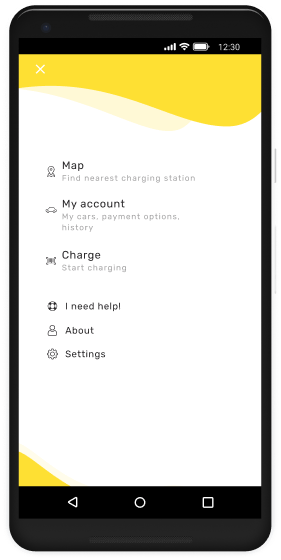 12:30
Map
Find nearest charging station
My account
My cars, payment options,
history
Charge
Start charging
I need help!
About
Settings